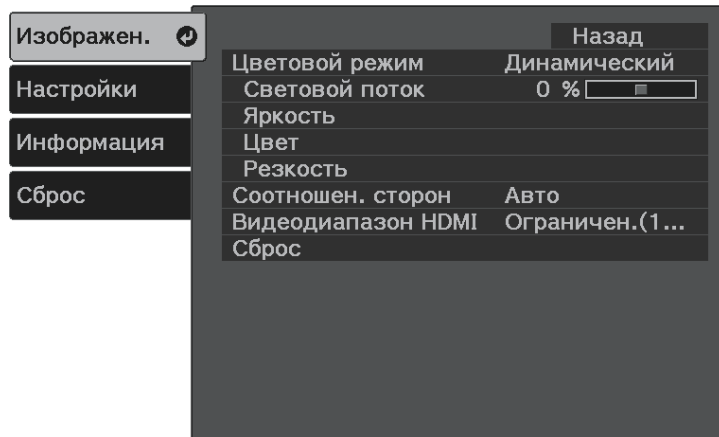 Изображен.
Настройки
Информация
Сброс
Назад
Цветовой режим Динамический
Световой поток 0 %
Яркость
Цвет
Резкость
Соотношен. сторон Авто
Видеодиапазон HDMI Ограничен.(1...
Сброс